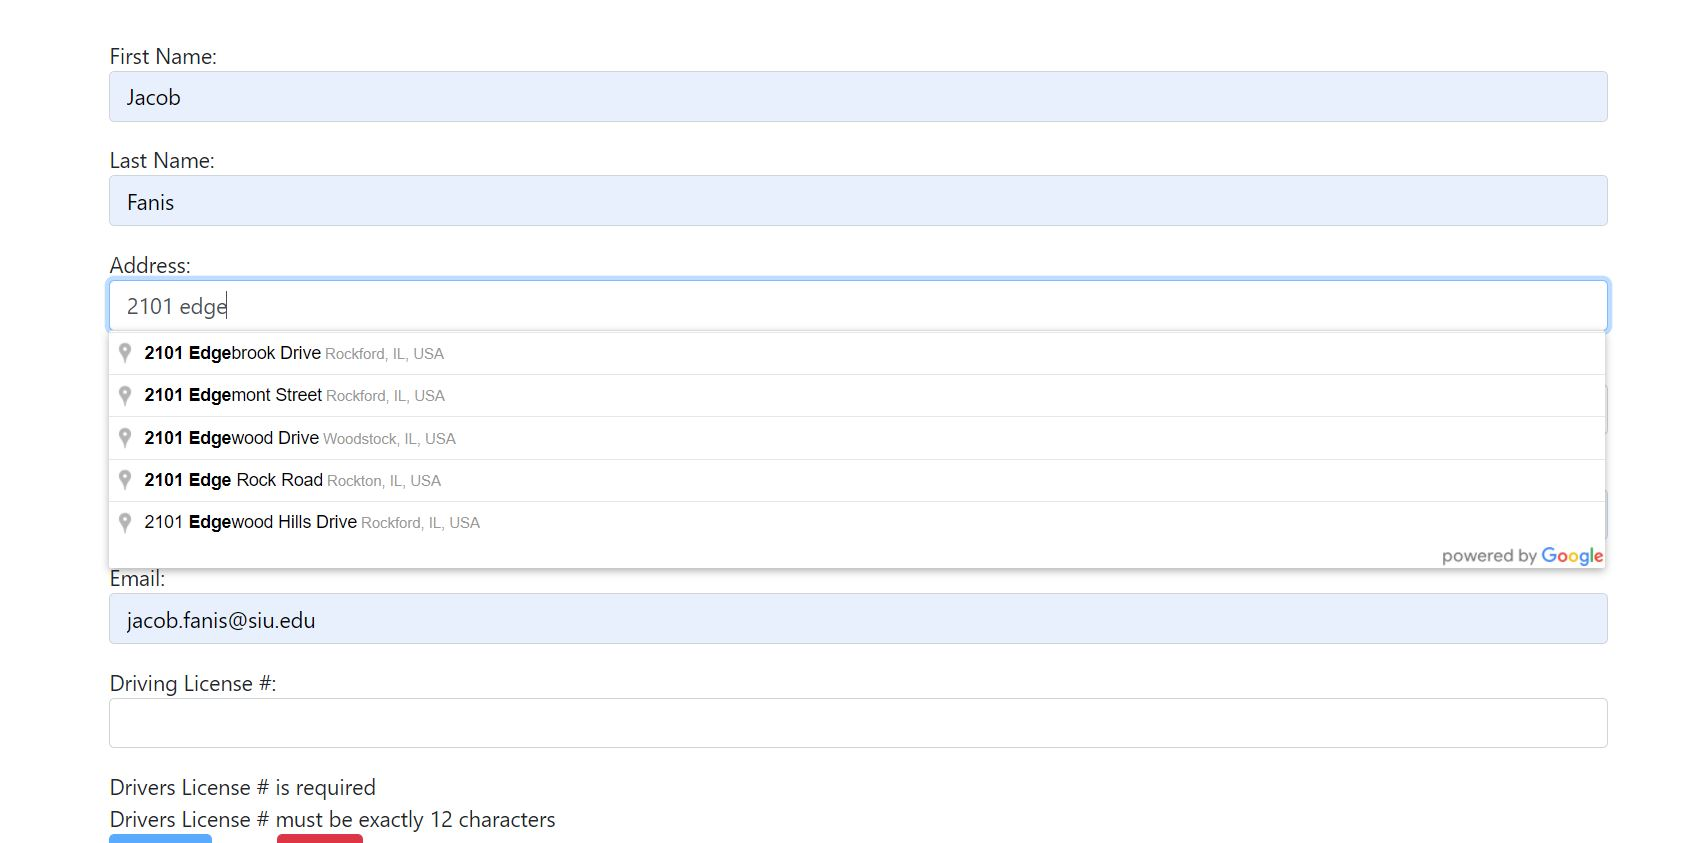 First Name:
Jacob
Last Name:
Fanis
Address:
2101 edge
2101 Edgebrook Drive Rockford, IL, USA
2101 Edgemont Street Rockford, IL, USA
2101 Edgewood Drive Woodstock, IL, USA
2101 Edge Rock Road Rockton, IL, USA
2101 Edgewood Hills Drive Rockford, IL, USA
powered by Google
Email:
jacob.fanis@siu.edu
Driving License #:
Drivers License # is required
Drivers License # must be exactly 12 characters